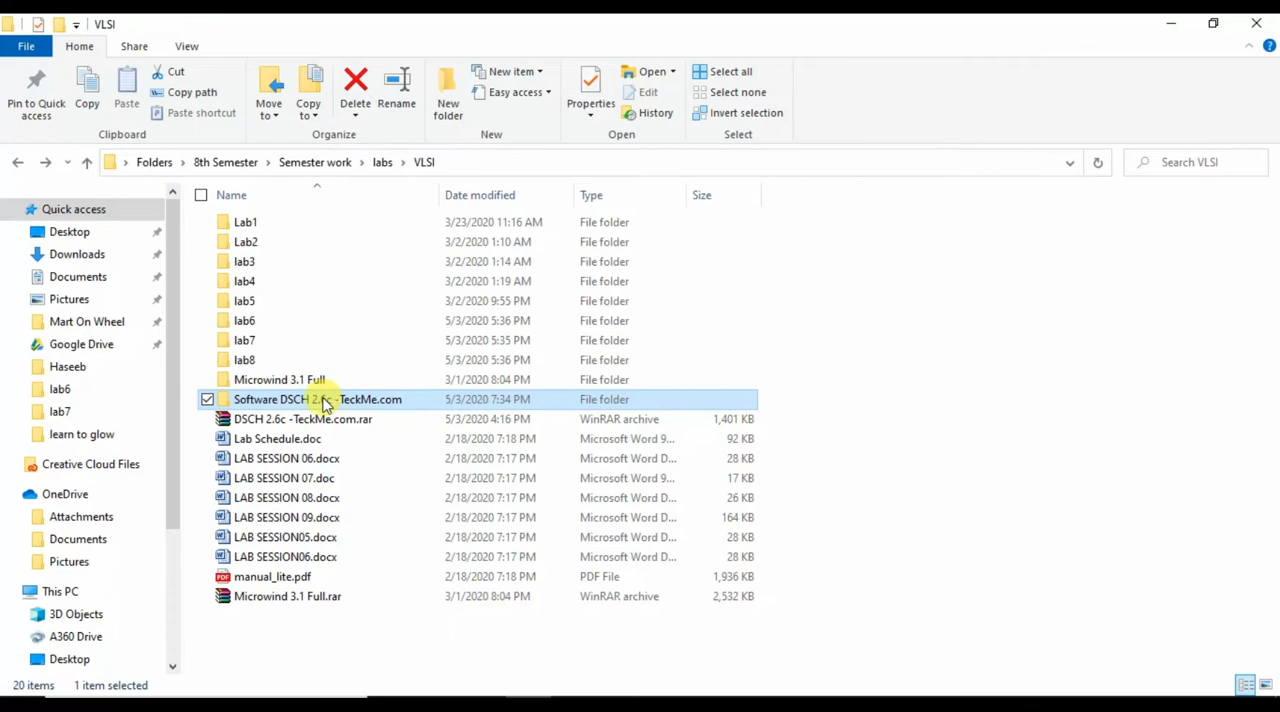 VLSI
File Home Share View
Pin to Quick access
Copy
Paste
Cut
Copy path
Paste shortcut
Clipboard
Move to
Copy to
Delete
Rename
Organize
New folder
New item
Easy access
New
Properties
Open
Edit
History
Open
Select all
Select none
Invert selection
Select
Folders 8th Semester Semester work labs VLSI
Search VLSI
Quick access
Desktop
Downloads
Documents
Pictures
Mart On Wheel
Google Drive
Haseeb
lab6
lab7
learn to glow
Creative Cloud Files
OneDrive
Attachments
Documents
Pictures
This PC
3D Objects
A360 Drive
Desktop
Name Date modified Type Size
Lab1 3/23/2020 11:16 AM File folder
Lab2 3/2/2020 1:10 AM File folder
lab3 3/2/2020 1:14 AM File folder
lab4 3/2/2020 1:19 AM File folder
lab5 3/2/2020 9:55 PM File folder
lab6 5/3/2020 5:36 PM File folder
lab7 5/3/2020 5:35 PM File folder
lab8 5/3/2020 5:36 PM File folder
Microwind 3.1 Full 3/1/2020 8:04 PM File folder
Software DSCH 2.6c -TeckMe.com 5/3/2020 7:34 PM File folder
DSCH 2.6c -TeckMe.com.rar 5/3/2020 4:16 PM WinRAR archive 1,401 KB
Lab Schedule.doc 2/18/2020 7:18 PM Microsoft Word 9... 92 KB
LAB SESSION 06.docx 2/18/2020 7:17 PM Microsoft Word D... 28 KB
LAB SESSION 07.doc 2/18/2020 7:17 PM Microsoft Word 9... 17 KB
LAB SESSION 08.docx 2/18/2020 7:17 PM Microsoft Word D... 26 KB
LAB SESSION 09.docx 2/18/2020 7:17 PM Microsoft Word D... 164 KB
LAB SESSION05.docx 2/18/2020 7:17 PM Microsoft Word D... 28 KB
LAB SESSION06.docx 2/18/2020 7:17 PM Microsoft Word D... 28 KB
manual_lite.pdf 2/18/2020 7:18 PM PDF File 1,936 KB
Microwind 3.1 Full.rar 3/1/2020 8:04 PM WinRAR archive 2,532 KB
20 items 1 item selected